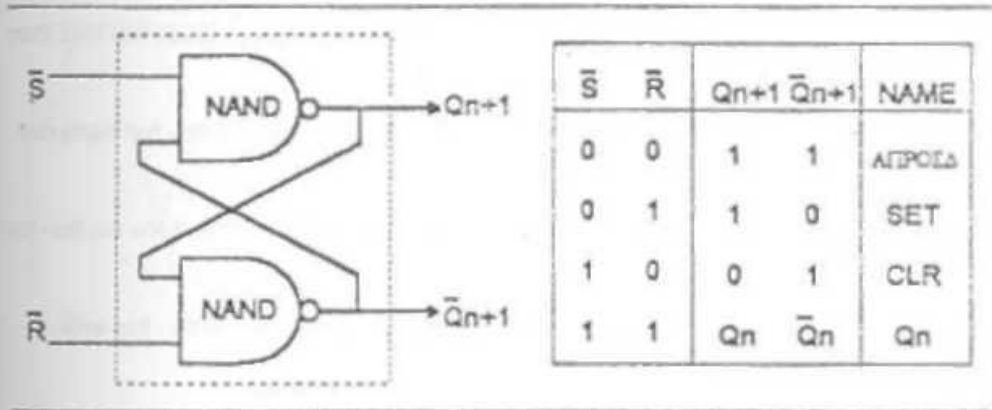 S̅
NAND
Qn+1
NAND
R̅
Q̅n+1
S̅ R̅ Qn+1 Q̅n+1 NAME
0 0 1 1 ΑΠΡΟΣΔ
0 1 1 0 SET
1 0 0 1 CLR
1 1 Qn Q̅n Qn